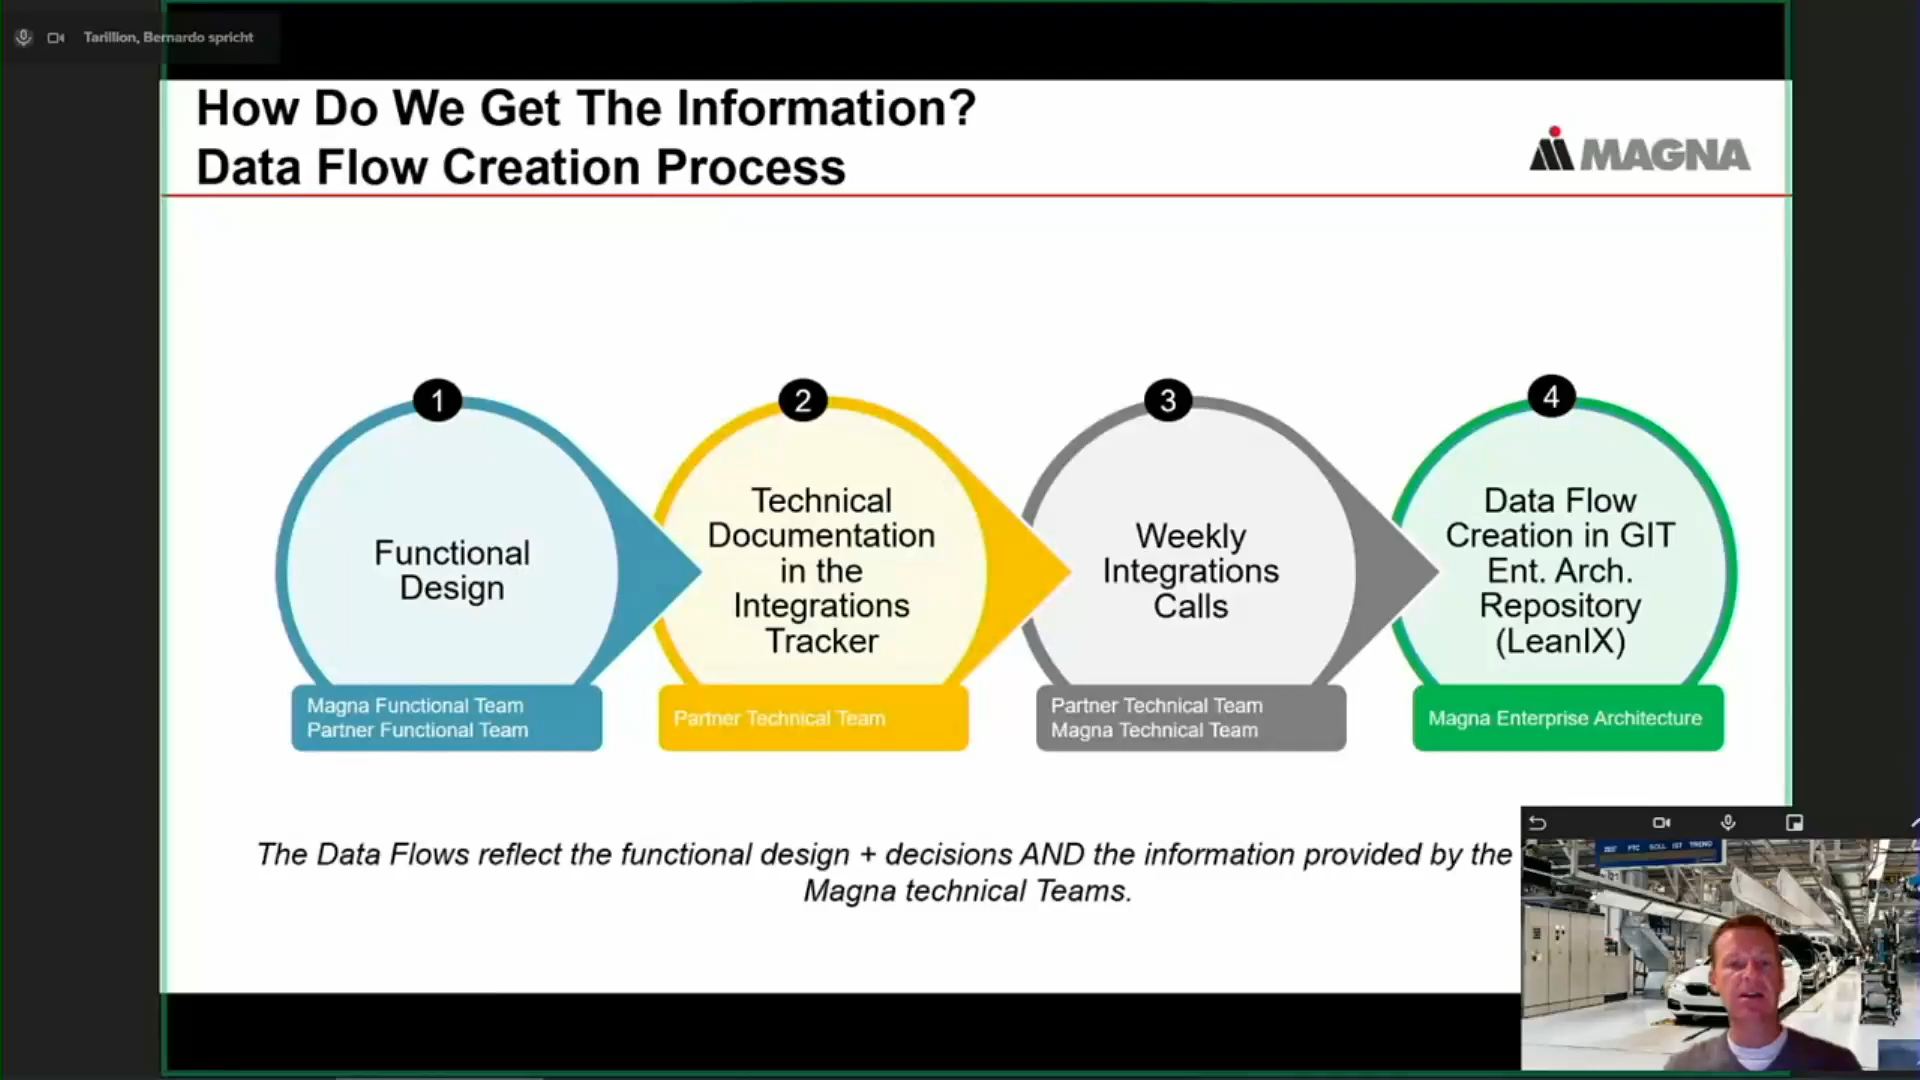 Tarillion, Bernardo spricht
How Do We Get The Information?
Data Flow Creation Process
MAGNA
1
2
3
4
Functional
Design
Technical
Documentation
in the
Integrations
Tracker
Weekly
Integrations
Calls
Data Flow
Creation in GIT
Ent. Arch.
Repository
(LeanIX)
Magna Functional Team
Partner Functional Team
Partner Technical Team
Partner Technical Team
Magna Technical Team
Magna Enterprise Architecture
The Data Flows reflect the functional design + decisions AND the information provided by the
Magna technical Teams.
SOLL IST TREND